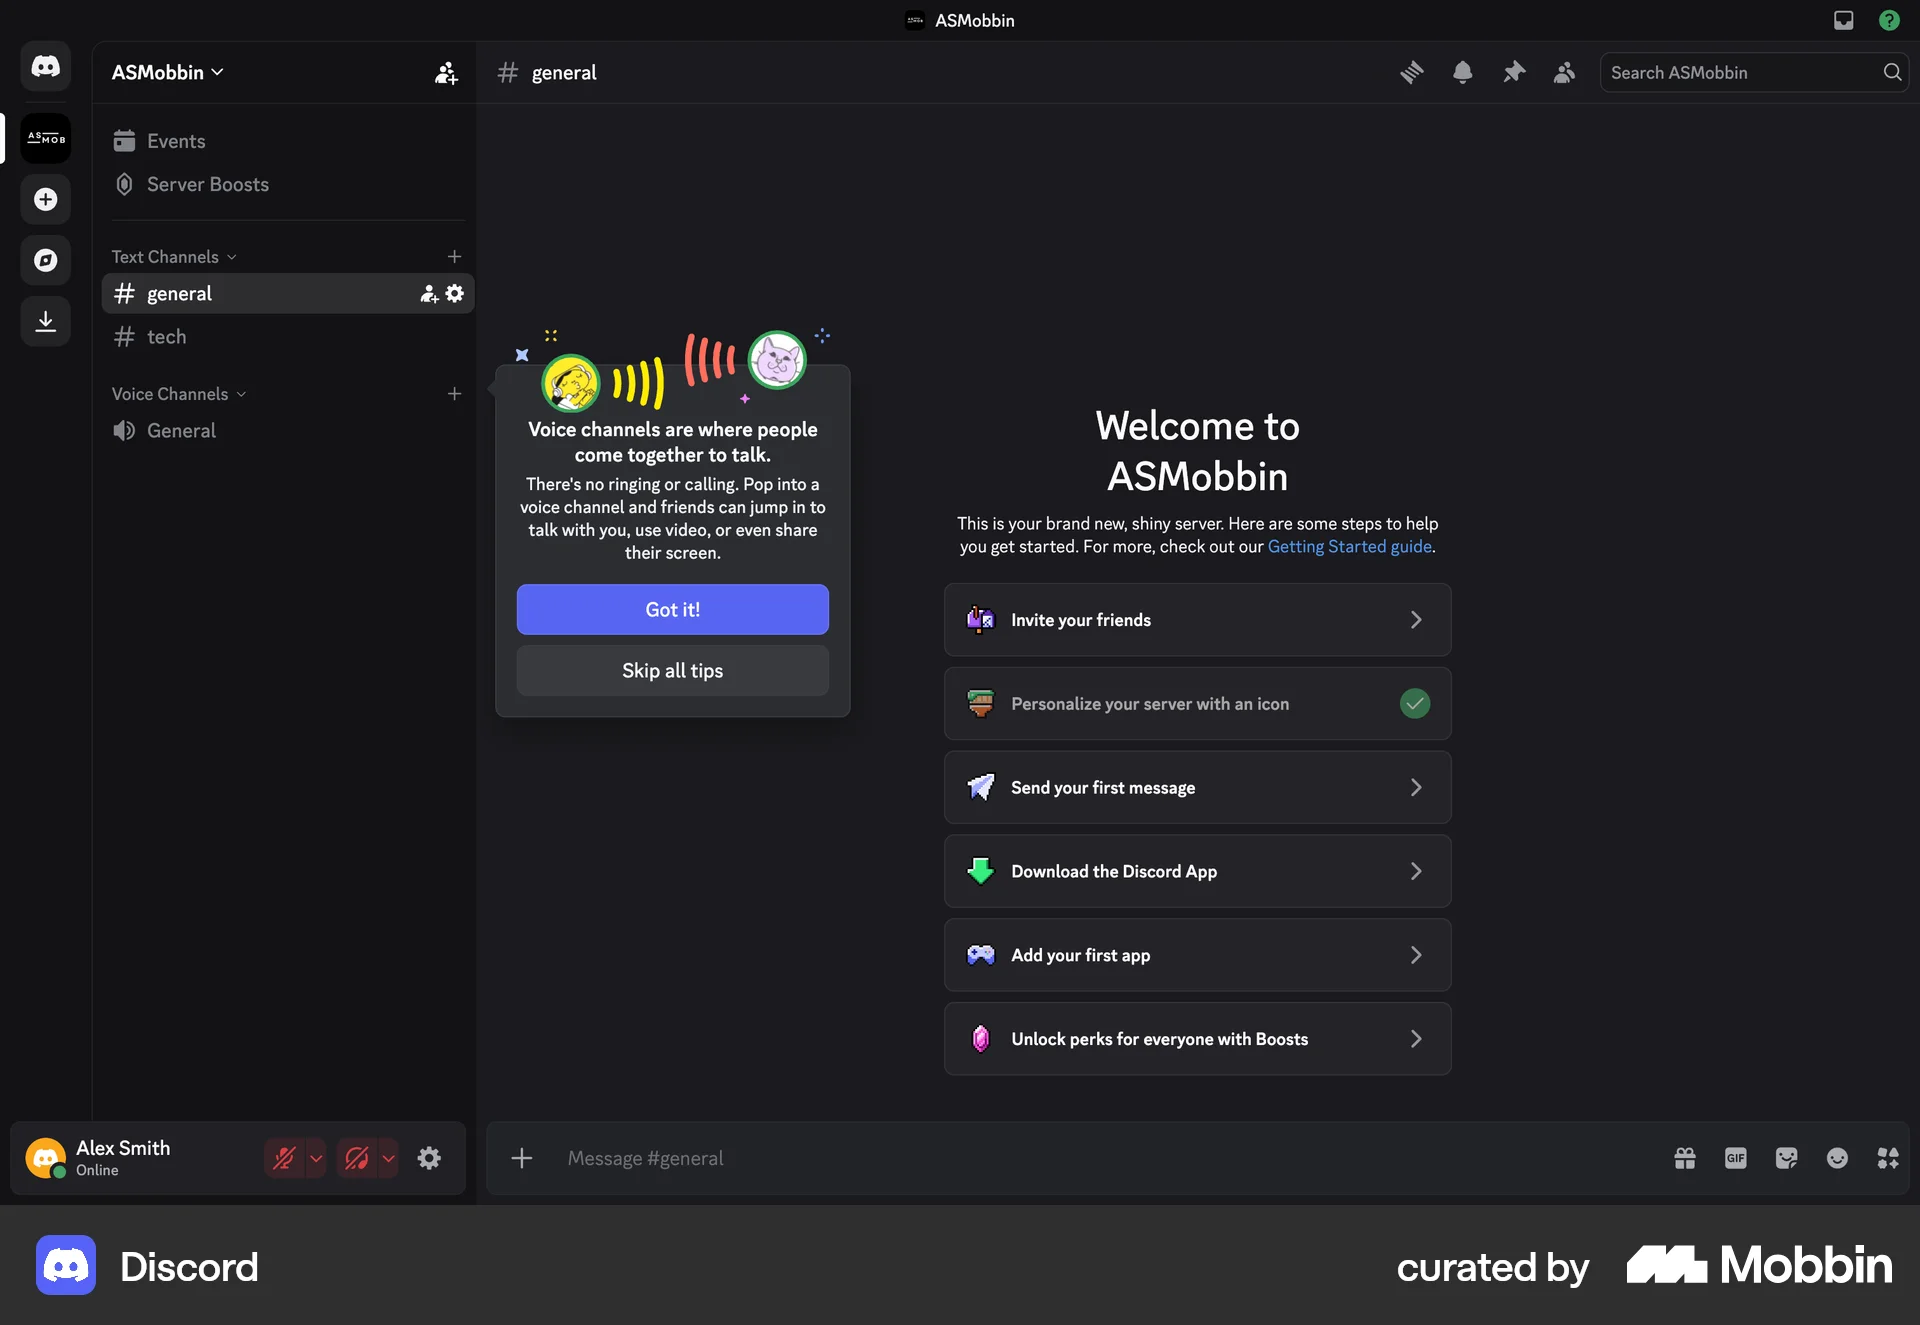 ASMobbin
ASMobbin
general
Search ASMobbin
AS
MOB
Events
Server Boosts
Text Channels
general
tech
Voice Channels
General
Voice channels are where people
come together to talk.
There's no ringing or calling. Pop into a
voice channel and friends can jump in to
talk with you, use video, or even share
their screen.
Got it!
Skip all tips
Welcome to
ASMobbin
This is your brand new, shiny server. Here are some steps to help
you get started. For more, check out our Getting Started guide.
Invite your friends
Personalize your server with an icon
Send your first message
Download the Discord App
Add your first app
Unlock perks for everyone with Boosts
Alex Smith
Online
Message #general
GIF
Discord
curated by
Mobbin